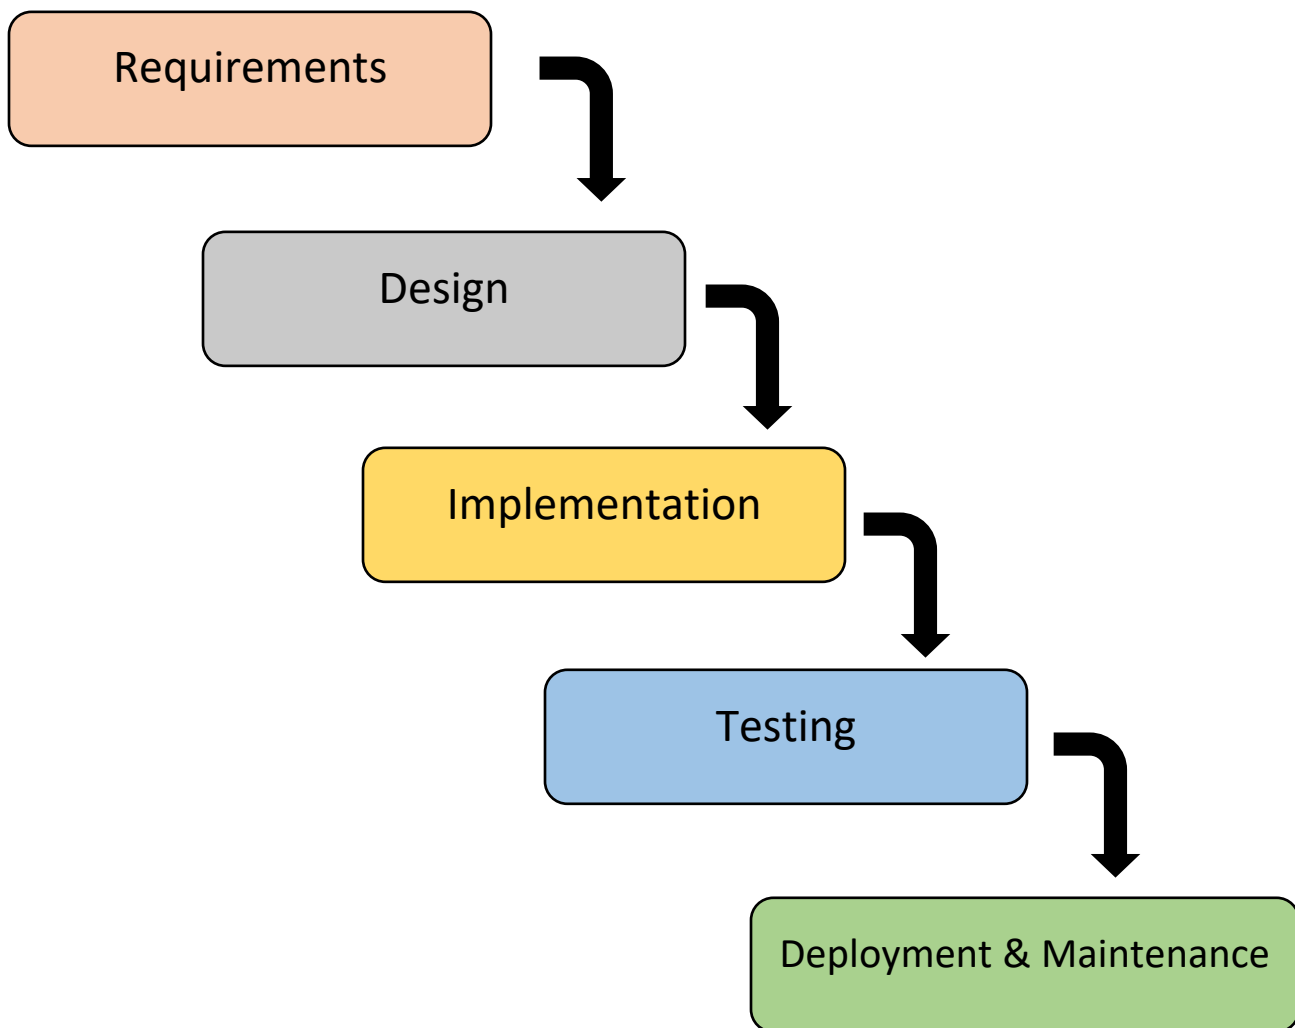 Requirements
Design
Implementation
Testing
Deployment & Maintenance